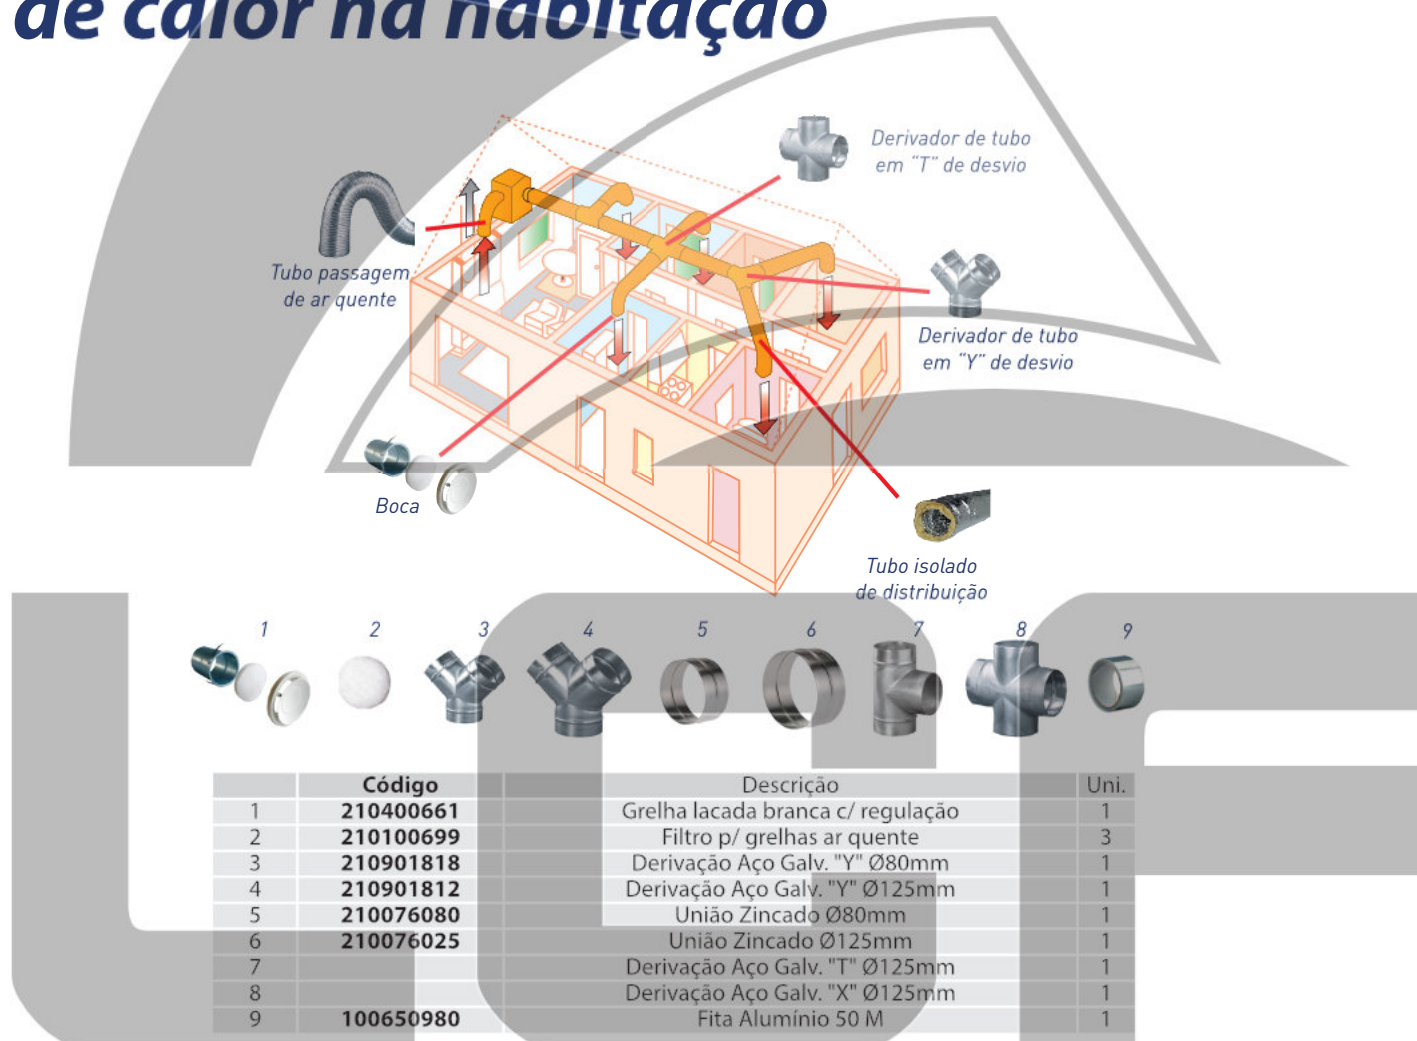 de calor na habitação
Derivador de tubo
em "T" de desvio
Tubo passagem
de ar quente
Derivador de tubo
em "Y" de desvio
Boca
Tubo isolado
de distribuição
1 2 3 4 5 6 7 8 9
Código Descrição Uni.
1 210400661 Grelha lacada branca c/ regulação 1
2 210100699 Filtro p/ grelhas ar quente 3
3 210901818 Derivação Aço Galv. "Y" Ø80mm 1
4 210901812 Derivação Aço Galv. "Y" Ø125mm 1
5 210076080 União Zincado Ø80mm 1
6 210076025 União Zincado Ø125mm 1
7 Derivação Aço Galv. "T" Ø125mm 1
8 Derivação Aço Galv. "X" Ø125mm 1
9 100650980 Fita Alumínio 50 M 1